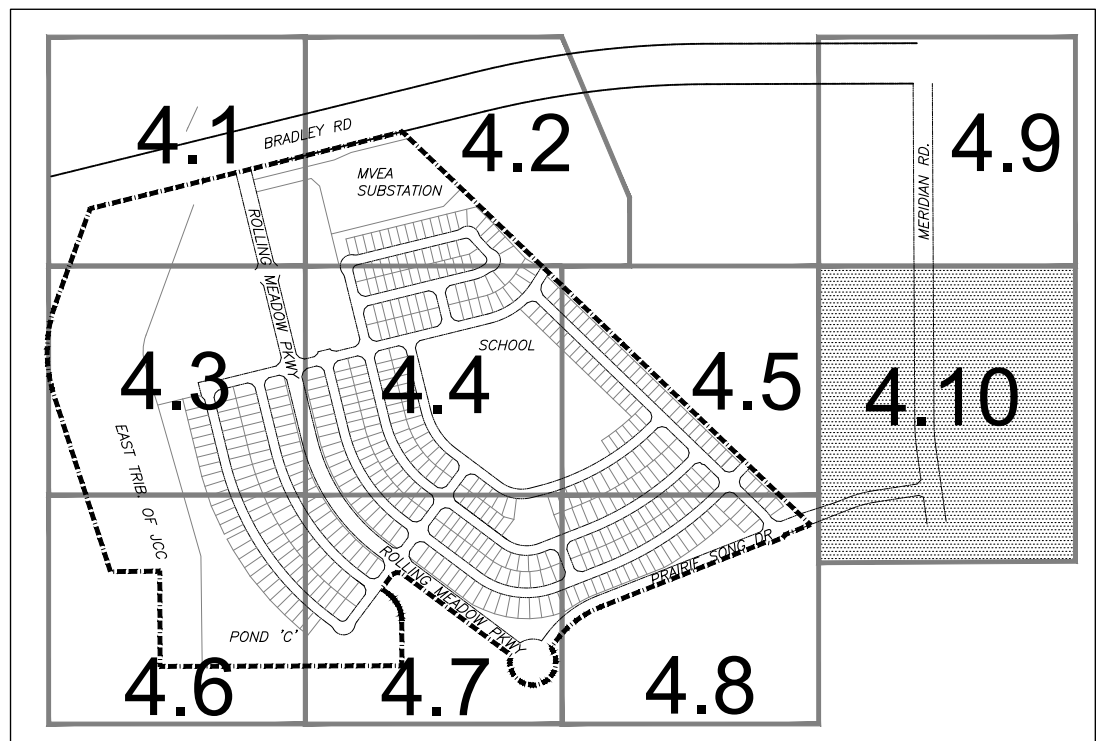 4.1
BRADLEY RD
4.2
4.9
MVEA
SUBSTATION
MERIDIAN RD.
ROLLING MEADOW PKWY
SCHOOL
4.3
4.4
4.5
4.10
EAST TRIB. OF JCC
ROLLING MEADOW PKWY
PRAIRIE SONG DR
POND 'C'
4.6
4.7
4.8